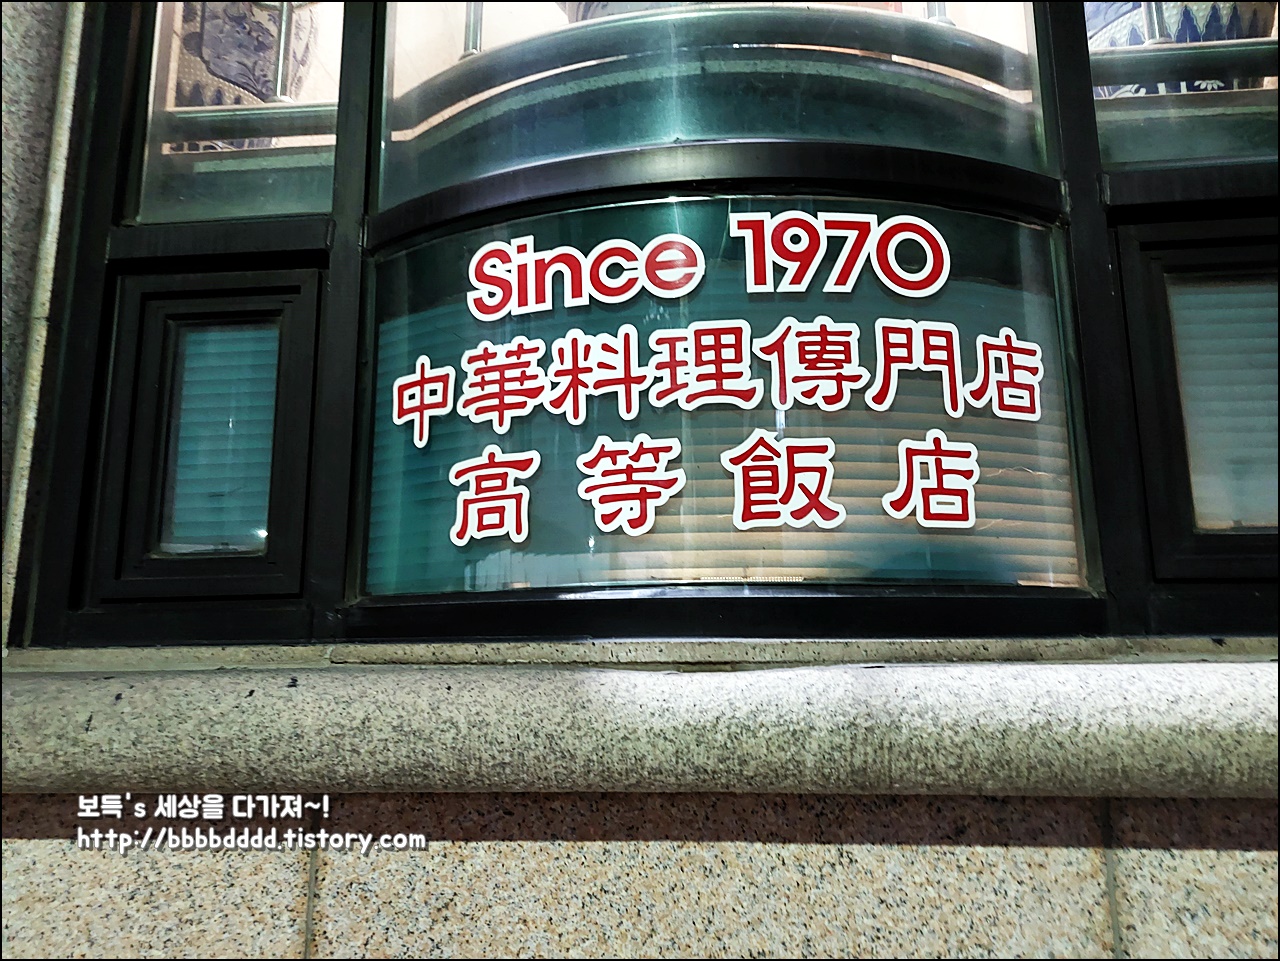 Since 1970
中華料理傳門店
高等飯店
보득's 세상을 다가져~!
http://bbbbdddd.tistory.com